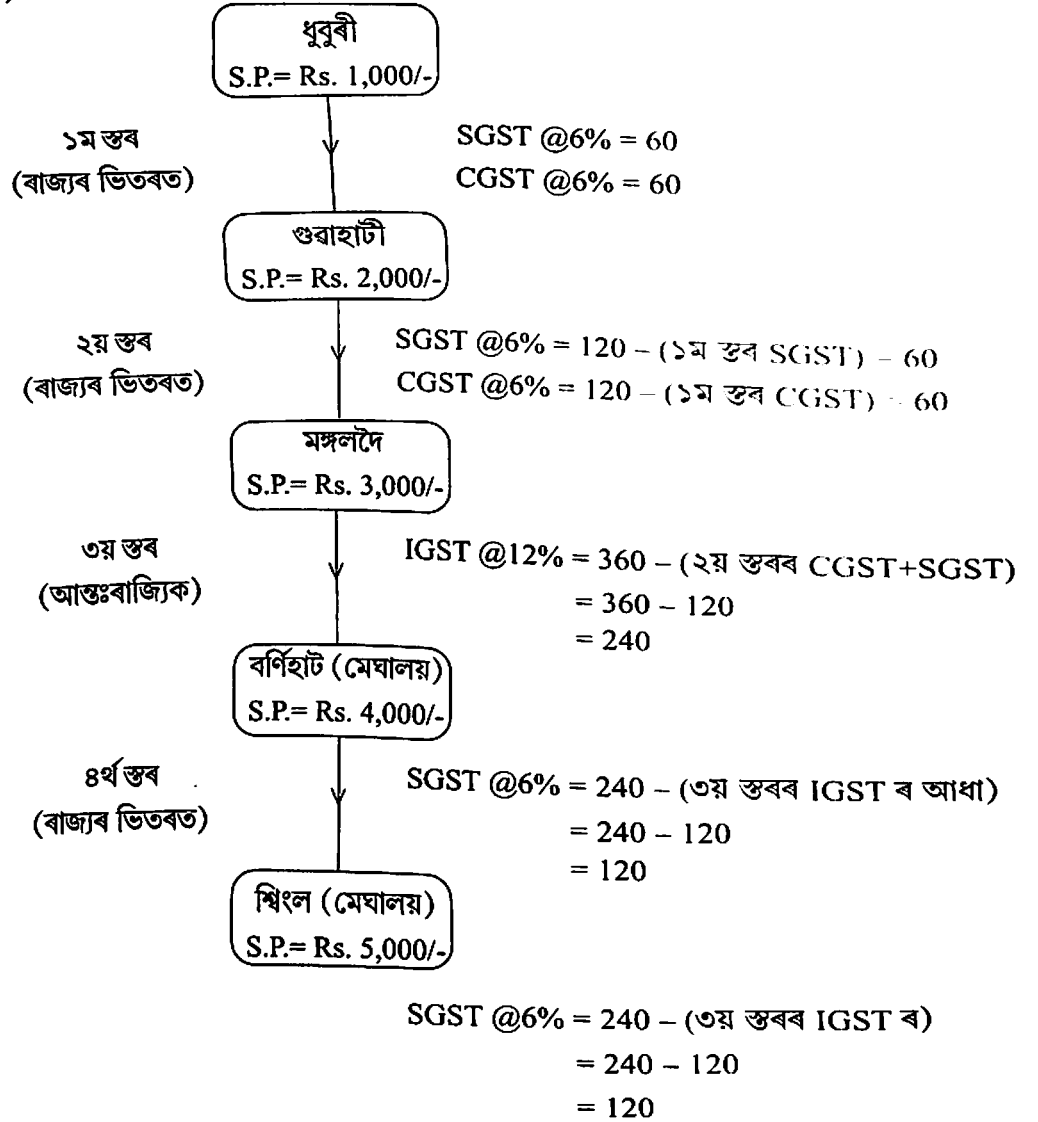 ধুবুৰী
S.P.= Rs. 1,000/-
১ম স্তৰ
(ৰাজ্যৰ ভিতৰত)
SGST @6% = 60
CGST @6% = 60
গুৱাহাটী
S.P.= Rs. 2,000/-
২য় স্তৰ
(ৰাজ্যৰ ভিতৰত)
SGST @6% = 120 – (১ম স্তৰ SGST) – 60
CGST @6% = 120 – (১ম স্তৰ CGST) – 60
মঙ্গলদৈ
S.P.= Rs. 3,000/-
৩য় স্তৰ
(আন্তঃৰাজ্যিক)
IGST @12% = 360 – (২য় স্তৰৰ CGST+SGST)
= 360 – 120
= 240
বৰ্ণিহাট (মেঘালয়)
S.P.= Rs. 4,000/-
৪ৰ্থ স্তৰ
(ৰাজ্যৰ ভিতৰত)
SGST @6% = 240 – (৩য় স্তৰৰ IGST ৰ আধা)
= 240 – 120
= 120
শ্বিংল (মেঘালয়)
S.P.= Rs. 5,000/-
SGST @6% = 240 – (৩য় স্তৰৰ IGST ৰ)
= 240 – 120
= 120